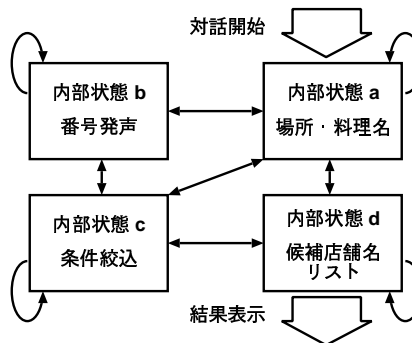 対話開始
内部状態 b
番号発声
内部状態 a
場所・料理名
内部状態 c
条件絞込
内部状態 d
候補店舗名
リスト
結果表示